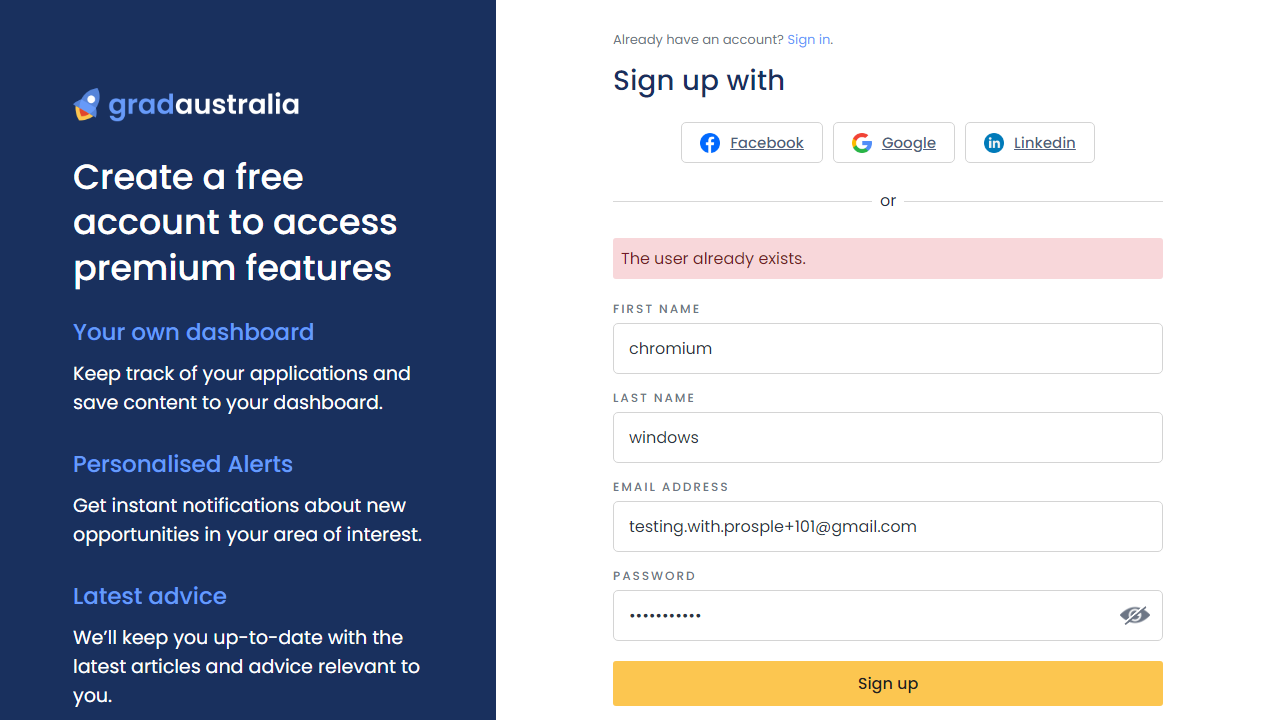 gradaustralia
Create a free
account to access
premium features
Your own dashboard
Keep track of your applications and
save content to your dashboard.
Personalised Alerts
Get instant notifications about new
opportunities in your area of interest.
Latest advice
We'll keep you up-to-date with the
latest articles and advice relevant to
you.
Already have an account? Sign in.
Sign up with
Facebook
Google
Linkedin
or
The user already exists.
FIRST NAME
chromium
LAST NAME
windows
EMAIL ADDRESS
testing.with.prosple+101@gmail.com
PASSWORD
•••••••••••
Sign up